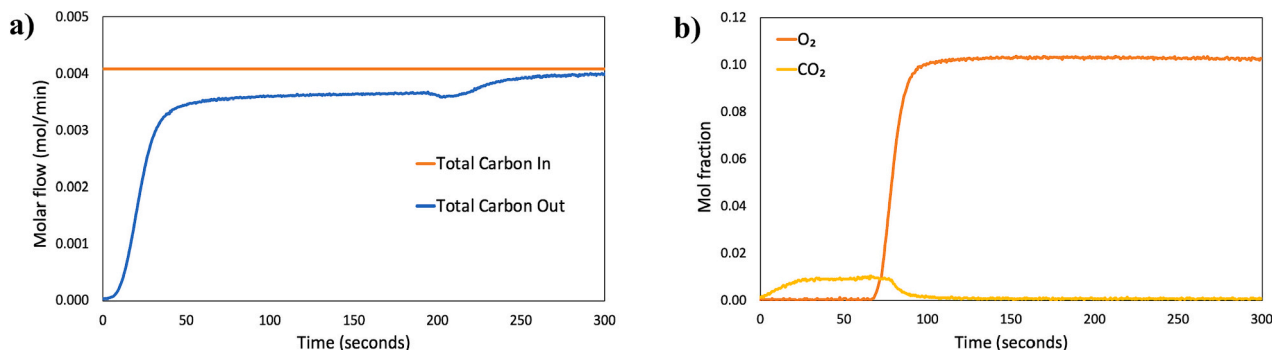 a)
Molar flow (mol/min)
0.005
0.004
0.003
0.002
0.001
0.000
Total Carbon In
Total Carbon Out
0
50
100
150
200
250
300
Time (seconds)
b)
Mol fraction
0.12
0.10
0.08
0.06
0.04
0.02
0.00
O₂
CO₂
0
50
100
150
200
250
300
Time (seconds)